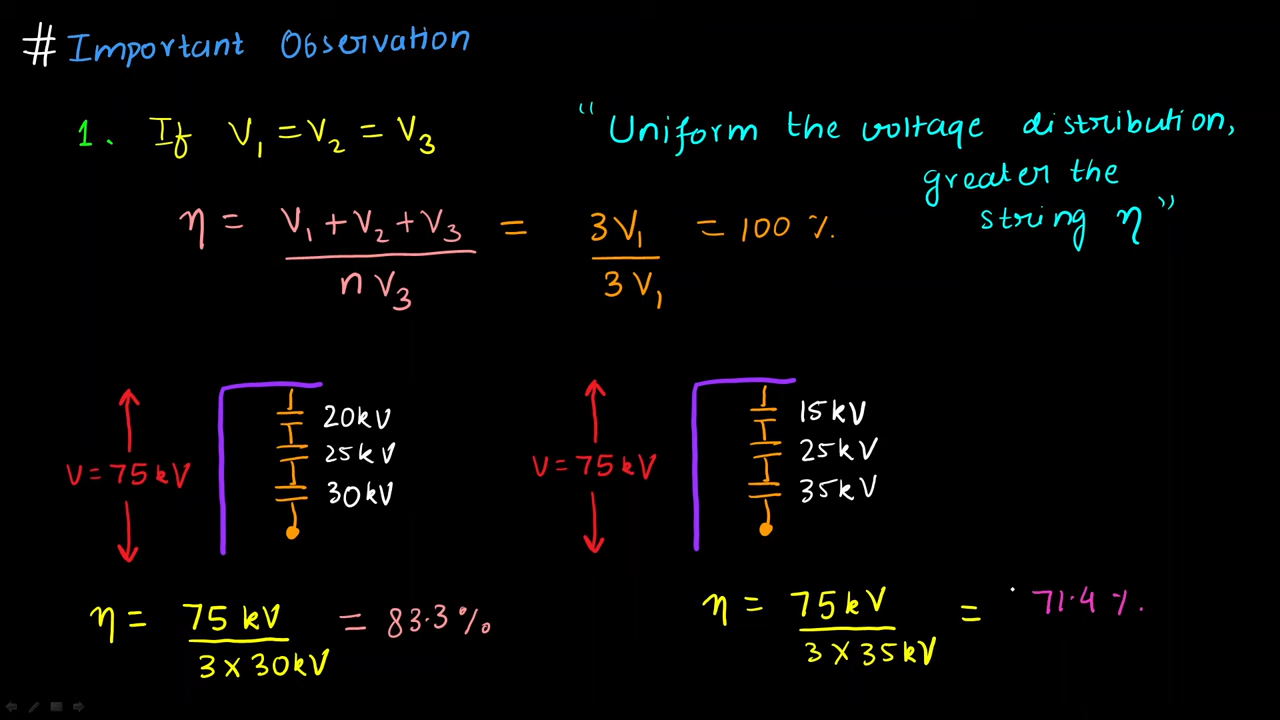 # Important Observation
1. If V₁ = V₂ = V₃
"Uniform the voltage distribution,
greater the
string η"
η = V₁ + V₂ + V₃ / n V₃ = 3V₁ / 3V₁ = 100 %
V = 75 kV
20kV
25kV
30kV
η = 75 kV / 3 × 30kV = 83.3%
V = 75 kV
15kV
25kV
35kV
η = 75kV / 3 × 35kV = 71.4 %